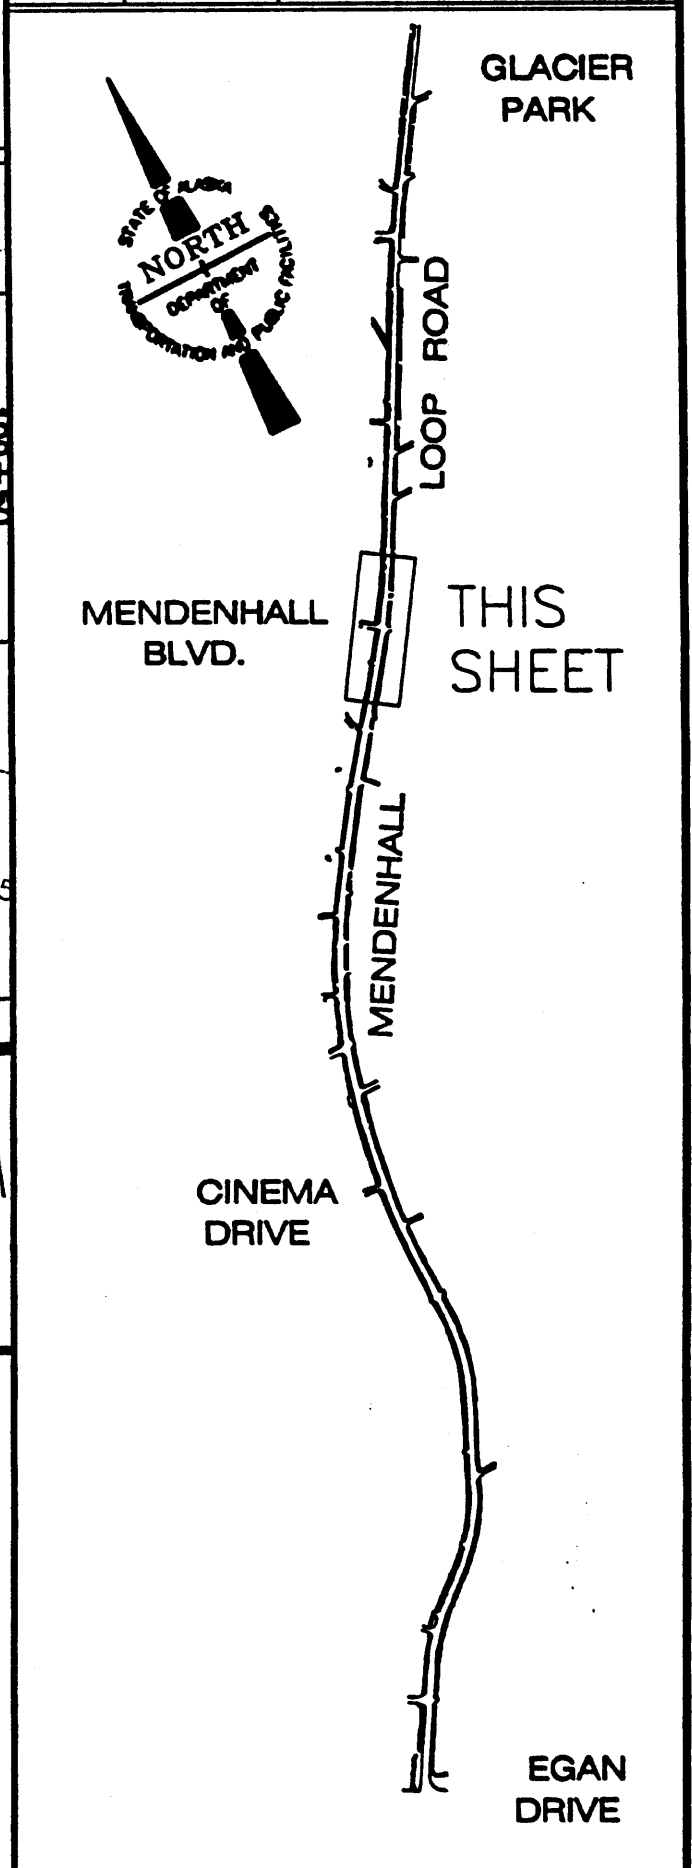 GLACIER
PARK
STATE OF ALASKA
NORTH
DEPARTMENT
OF
TRANSPORTATION AND PUBLIC FACILITIES
LOOP ROAD
MENDENHALL
BLVD.
THIS
SHEET
MENDENHALL
CINEMA
DRIVE
EGAN
DRIVE